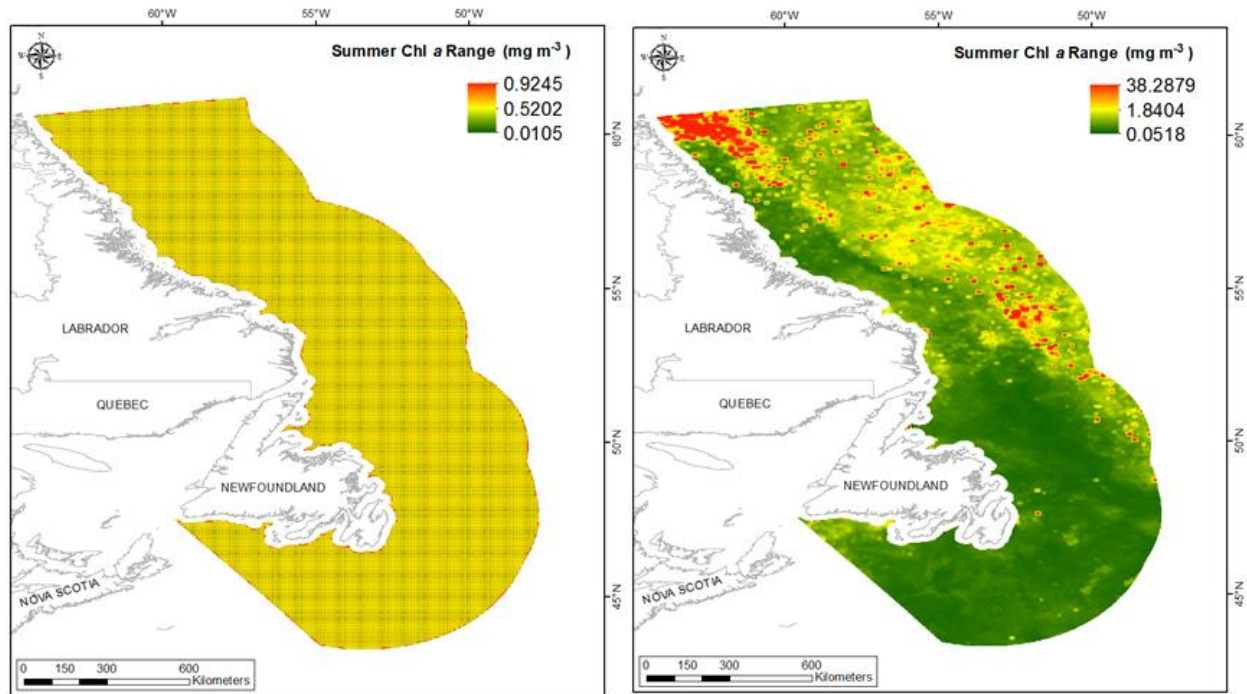 60°W 55°W 50°W
Summer Chl a Range (mg m-3)
0.9245
0.5202
0.0105
N
W E
S
60°N
55°N
50°N
45°N
LABRADOR
QUEBEC
NEWFOUNDLAND
NOVA SCOTIA
0 150 300 600
Kilometers
60°W 55°W 50°W
Summer Chl a Range (mg m-3)
38.2879
1.8404
0.0518
N
W E
S
60°N
55°N
50°N
45°N
LABRADOR
QUEBEC
NEWFOUNDLAND
NOVA SCOTIA
0 150 300 600
Kilometers